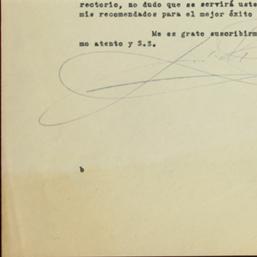 rectorio, no dudo que se servirá uste
mis recomendados para el mejor éxito
Me es grato suscribirm
mo atento y S.S.
b